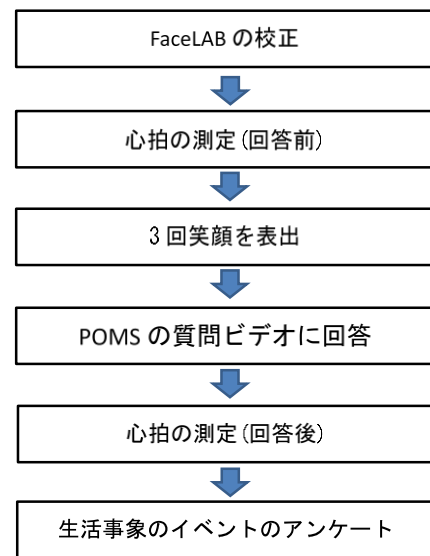 FaceLAB の校正
心拍の測定(回答前)
3 回笑顔を表出
POMS の質問ビデオに回答
心拍の測定(回答後)
生活事象のイベントのアンケート